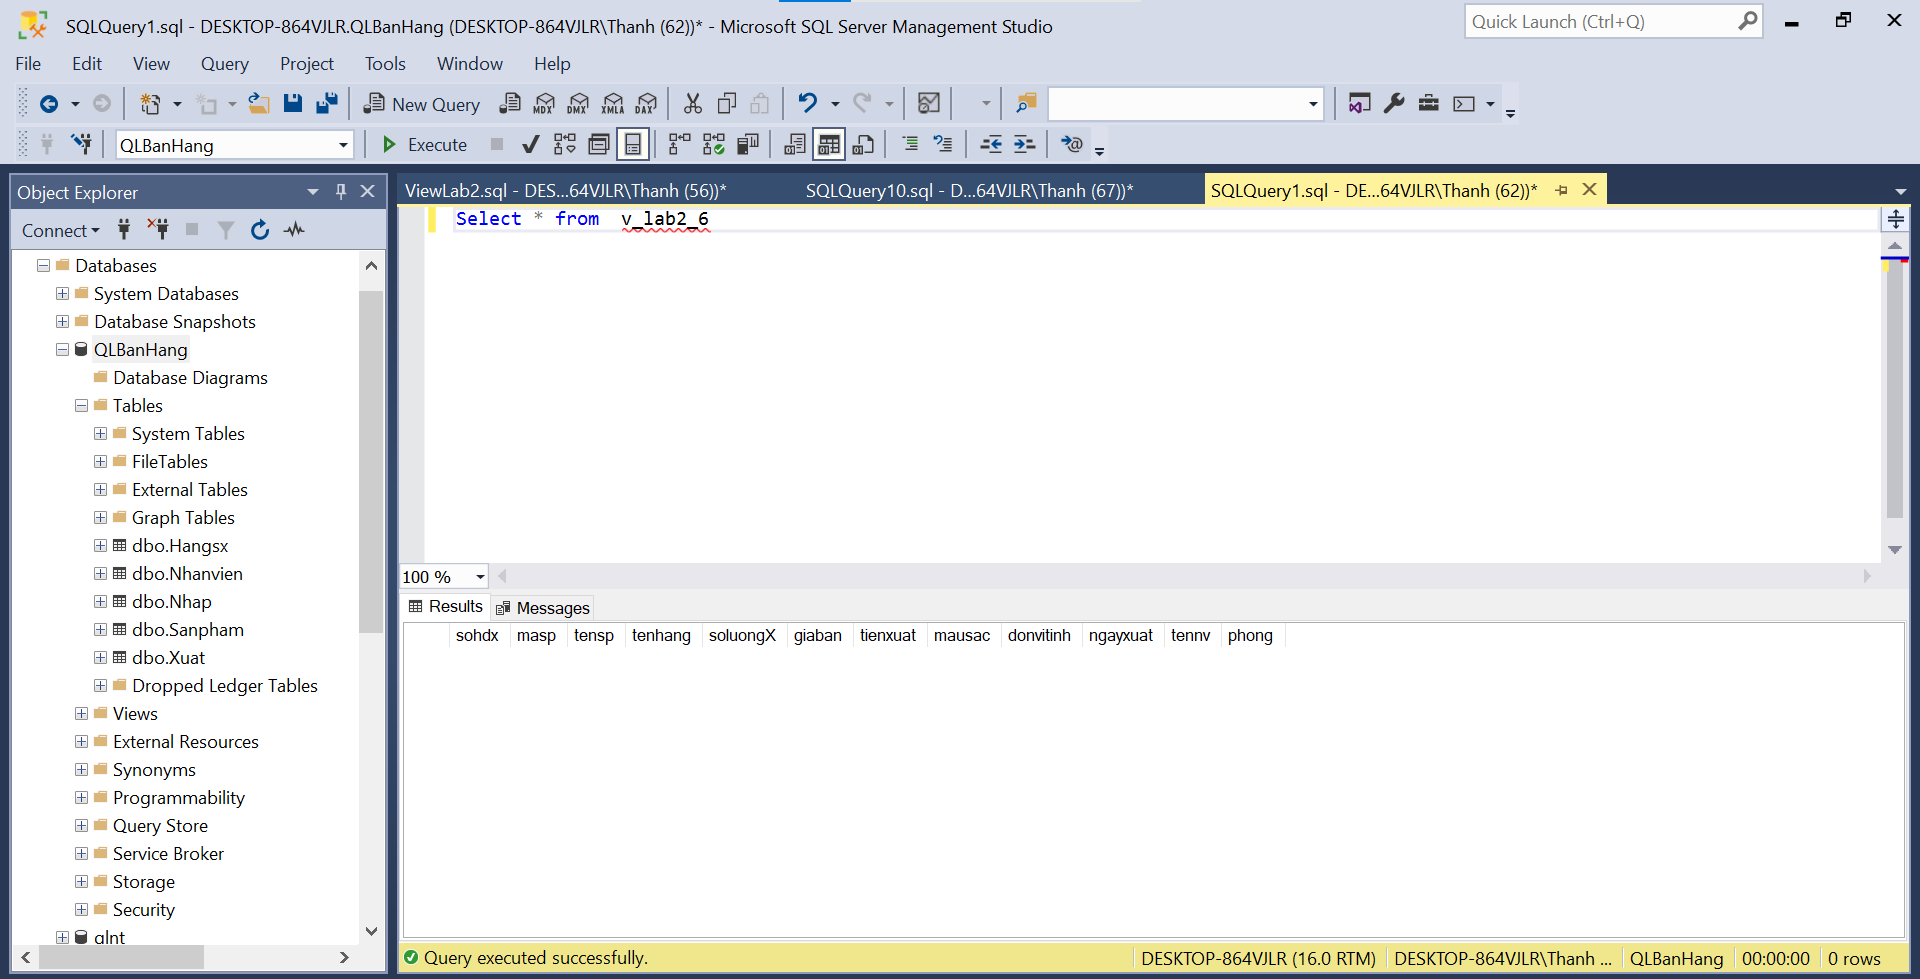 SQLQuery1.sql - DESKTOP-864VJLR.QLBanHang (DESKTOP-864VJLR\Thanh (62))* - Microsoft SQL Server Management Studio
Quick Launch (Ctrl+Q)
File Edit View Query Project Tools Window Help
New Query MDX DMX XMLA DAX
QLBanHang Execute
Object Explorer
ViewLab2.sql - DES...64VJLR\Thanh (56))* SQLQuery10.sql - D...64VJLR\Thanh (67))* SQLQuery1.sql - DE...64VJLR\Thanh (62))*
Connect
Select * from v_lab2_6
Databases
System Databases
Database Snapshots
QLBanHang
Database Diagrams
Tables
System Tables
FileTables
External Tables
Graph Tables
dbo.Hangsx
dbo.Nhanvien
dbo.Nhap
dbo.Sanpham
dbo.Xuat
Dropped Ledger Tables
Views
External Resources
Synonyms
Programmability
Query Store
Service Broker
Storage
Security
qlnt
100 %
Results Messages
sohdx masp tensp tenhang soluongX giaban tienxuat mausac donvitinh ngayxuat tennv phong
Query executed successfully. DESKTOP-864VJLR (16.0 RTM) DESKTOP-864VJLR\Thanh ... QLBanHang 00:00:00 0 rows